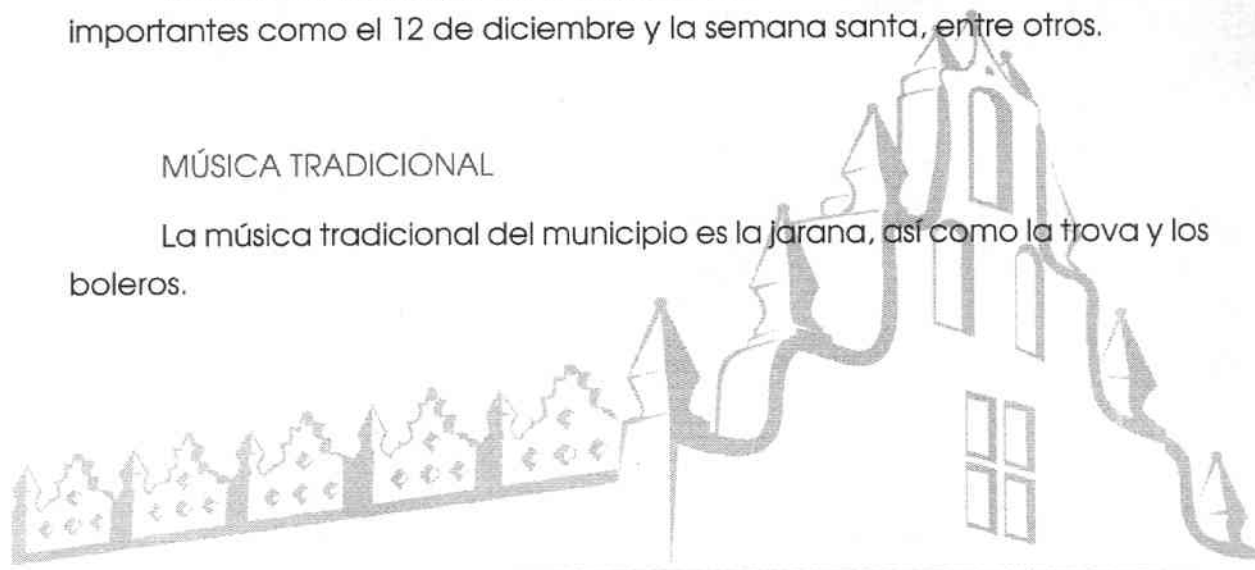 importantes como el 12 de diciembre y la semana santa, entre otros.
MÚSICA TRADICIONAL
La música tradicional del municipio es la jarana, así como la trova y los
boleros.